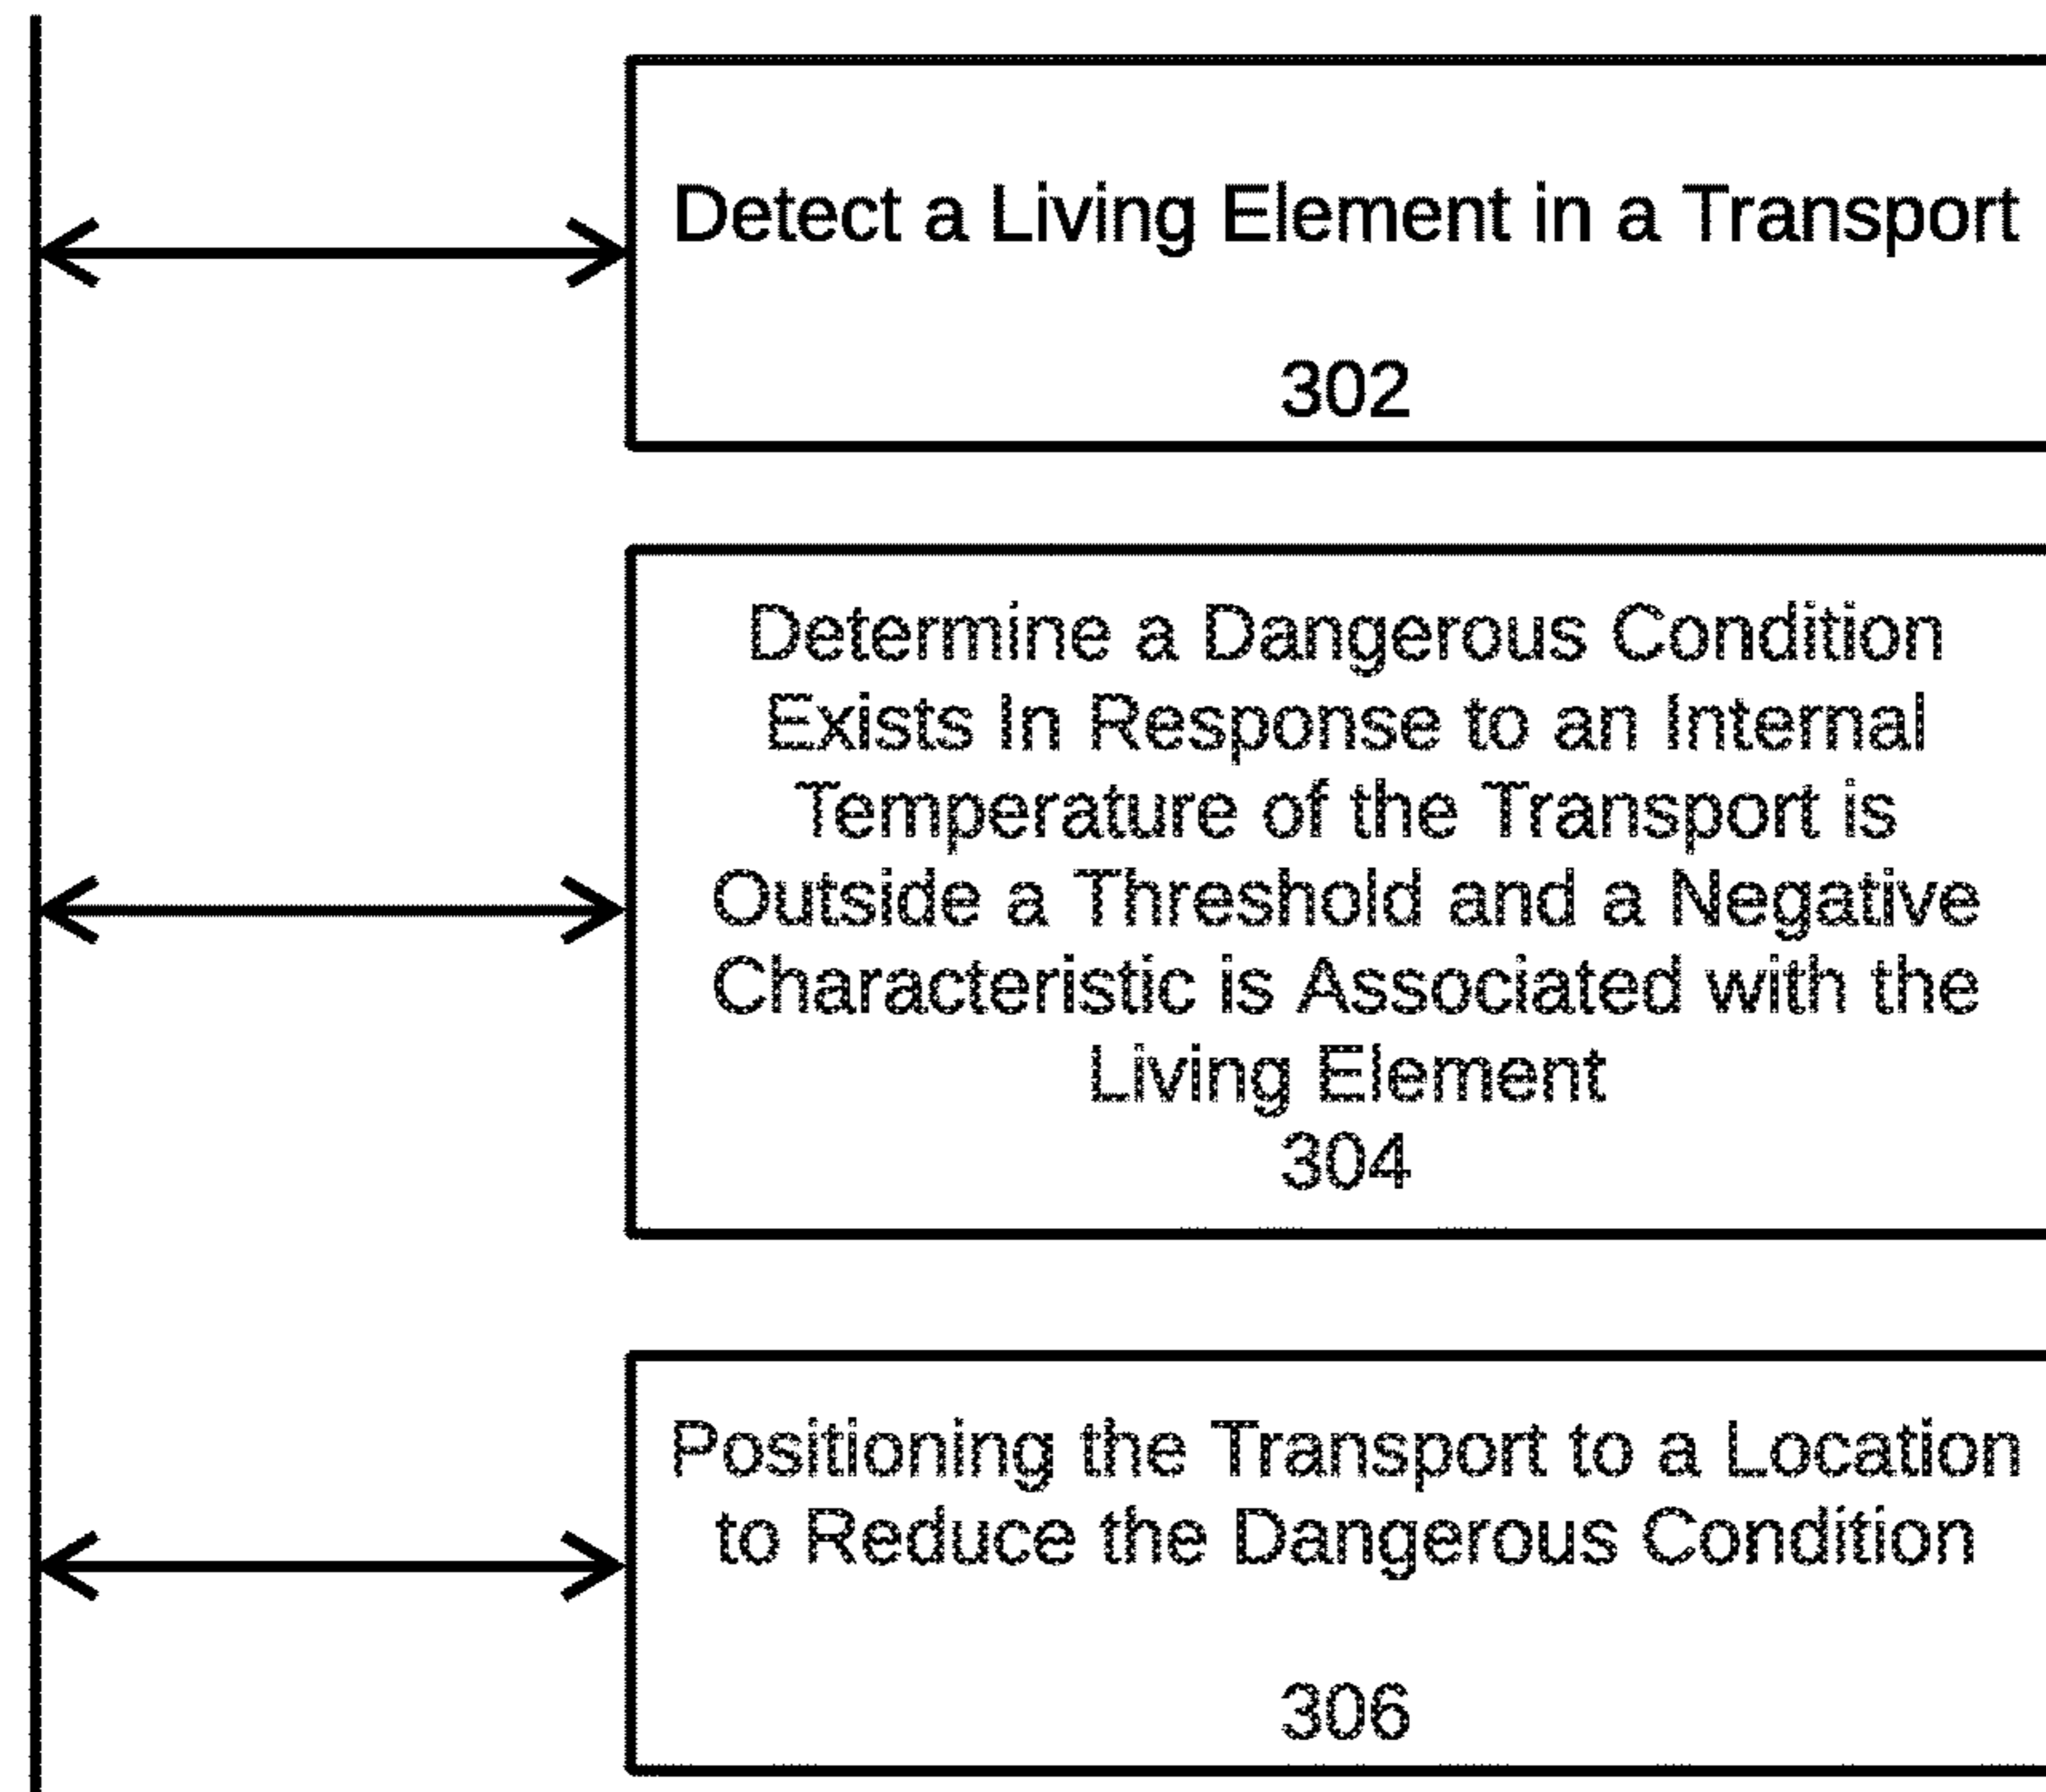 Detect a Living Element in a Transport
302
Determine a Dangerous Condition
Exists In Response to an Internal
Temperature of the Transport is
Outside a Threshold and a Negative
Characteristic is Associated with the
Living Element
304
Positioning the Transport to a Location
to Reduce the Dangerous Condition
306